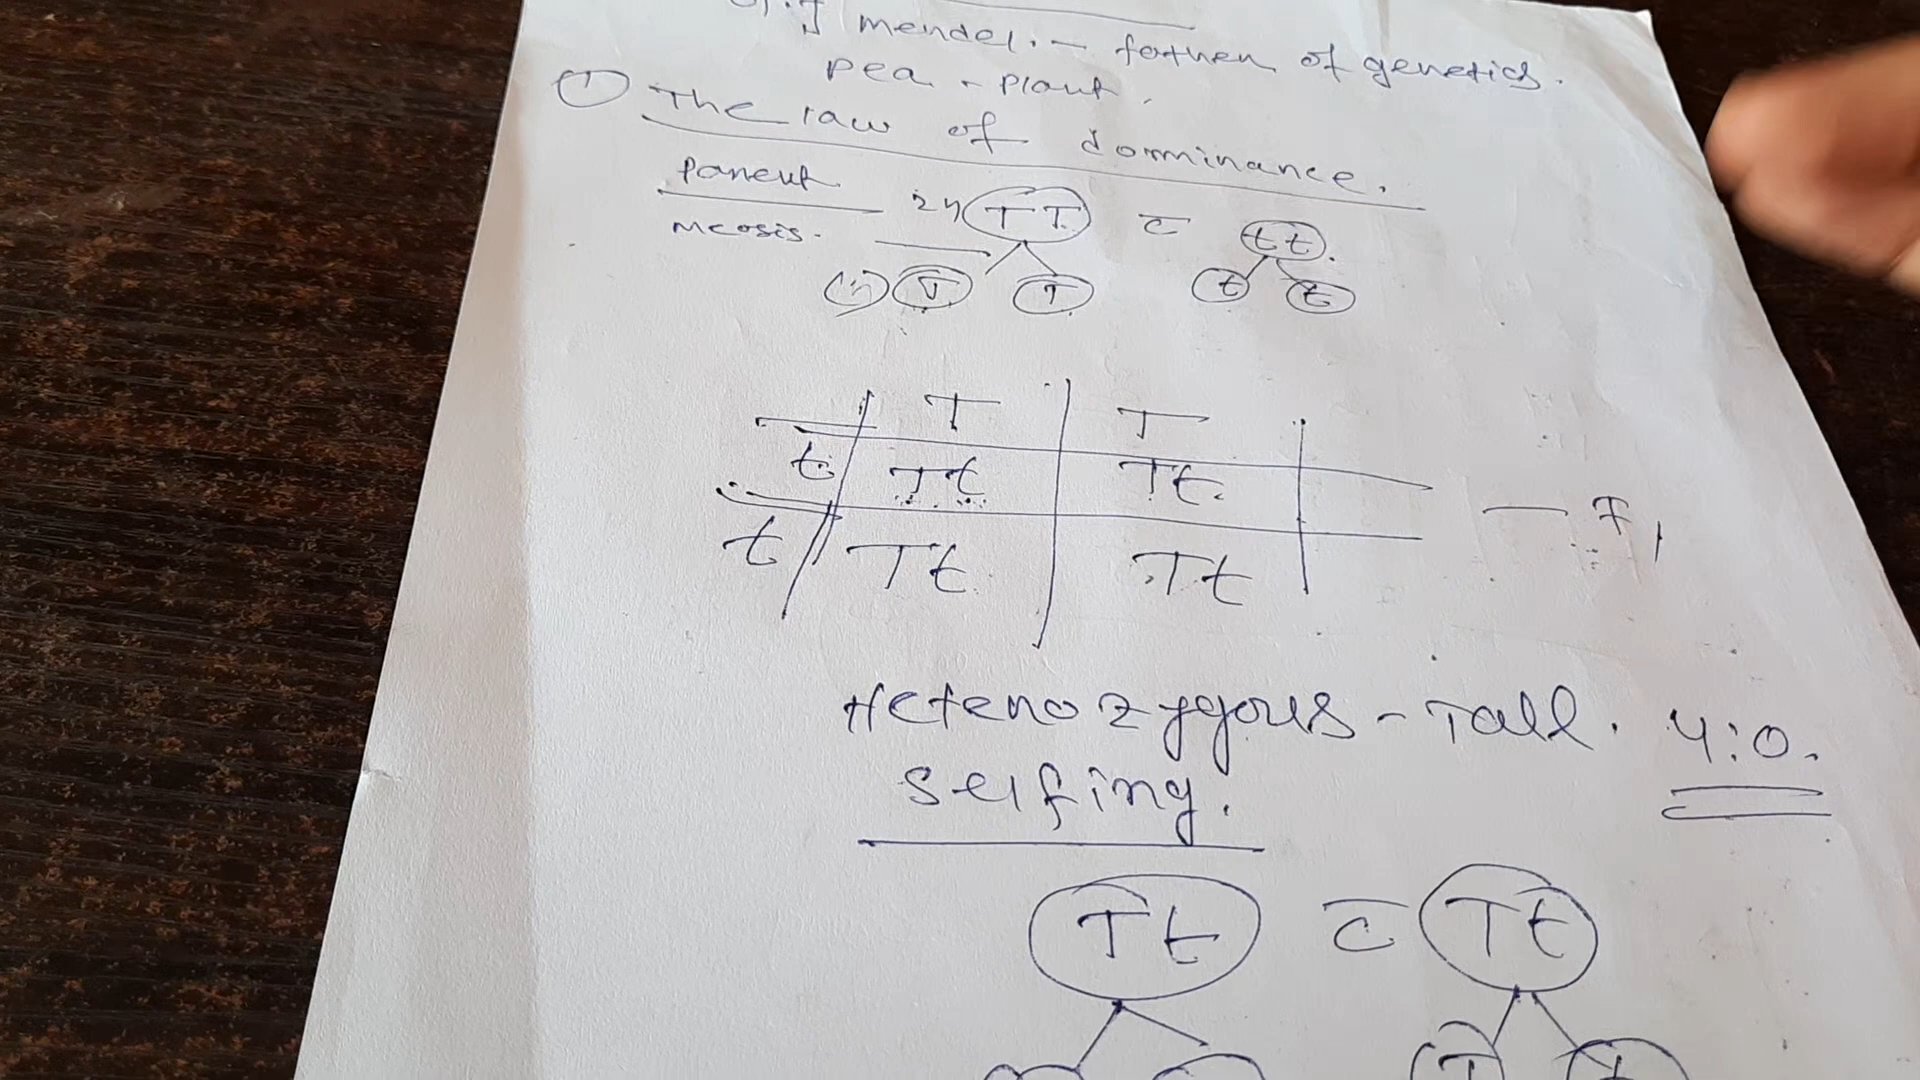 G.J mendel. – father of genetics.
pea - plant.
① The law of dominance.
parent 2n TT c̄ tt.
meosis. (n) T T t t
T T
t. Tt Tt. — F1
t Tt Tt
Heterozygous - Tall. 4:0.
selfing.
Tt c̄ Tt
T t